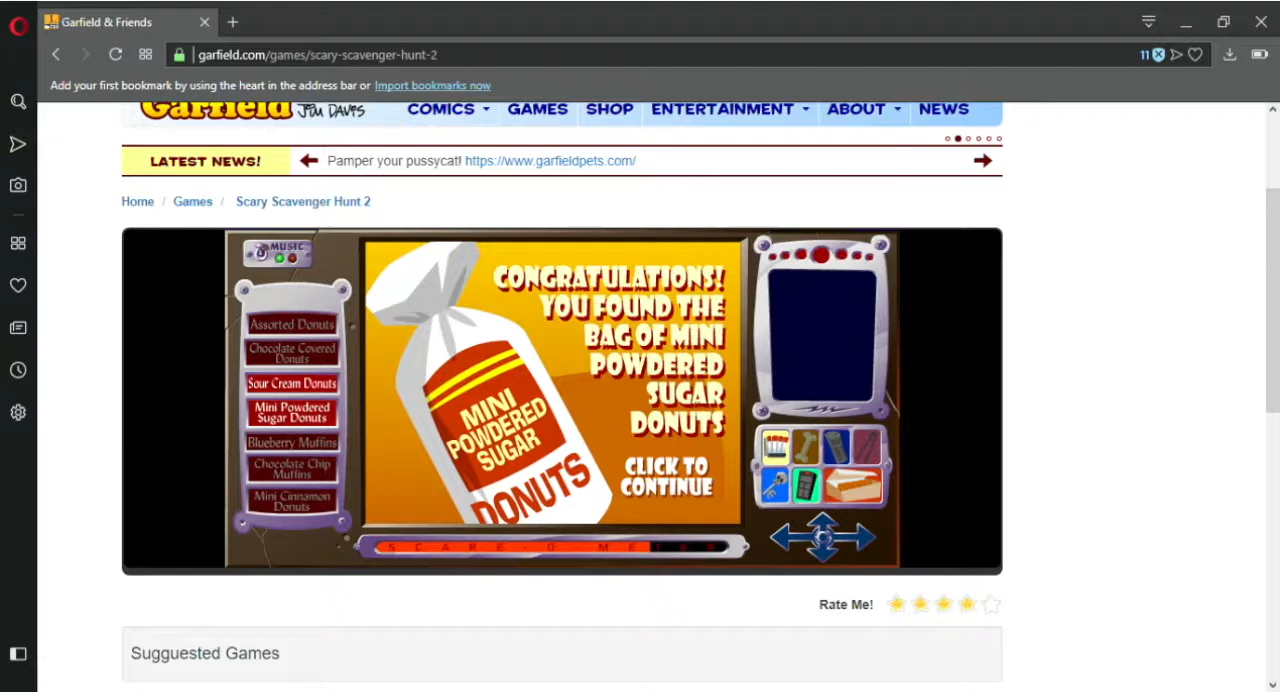 Garfield & Friends
garfield.com/games/scary-scavenger-hunt-2
11
Add your first bookmark by using the heart in the address bar or Import bookmarks now
Garfield JIM DAVIS COMICS GAMES SHOP ENTERTAINMENT ABOUT NEWS
LATEST NEWS! Pamper your pussycat! https://www.garfieldpets.com/
Home / Games / Scary Scavenger Hunt 2
MUSIC
Assorted Donuts
Chocolate Covered
Donuts
Sour Cream Donuts
Mini Powdered
Sugar Donuts
Blueberry Muffins
Chocolate Chip
Muffins
Mini Cinnamon
Donuts
MINI
POWDERED
SUGAR
DONUTS
CONGRATULATIONS!
YOU FOUND THE
BAG OF MINI
POWDERED
SUGAR
DONUTS
CLICK TO
CONTINUE
SCARE-O METER
Rate Me!
Sugguested Games